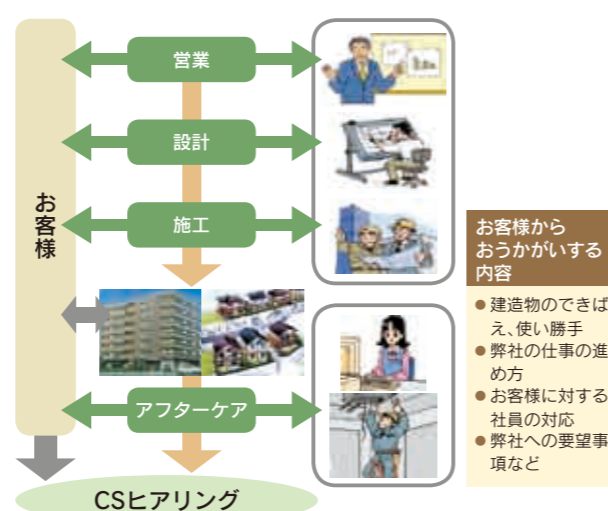 営業
設計
施工
お客様
アフターケア
CSヒアリング
お客様から
おうかがいする
内容
● 建造物のできば
え、使い勝手
● 弊社の仕事の進
め方
● お客様に対する
社員の対応
● 弊社への要望事
項など